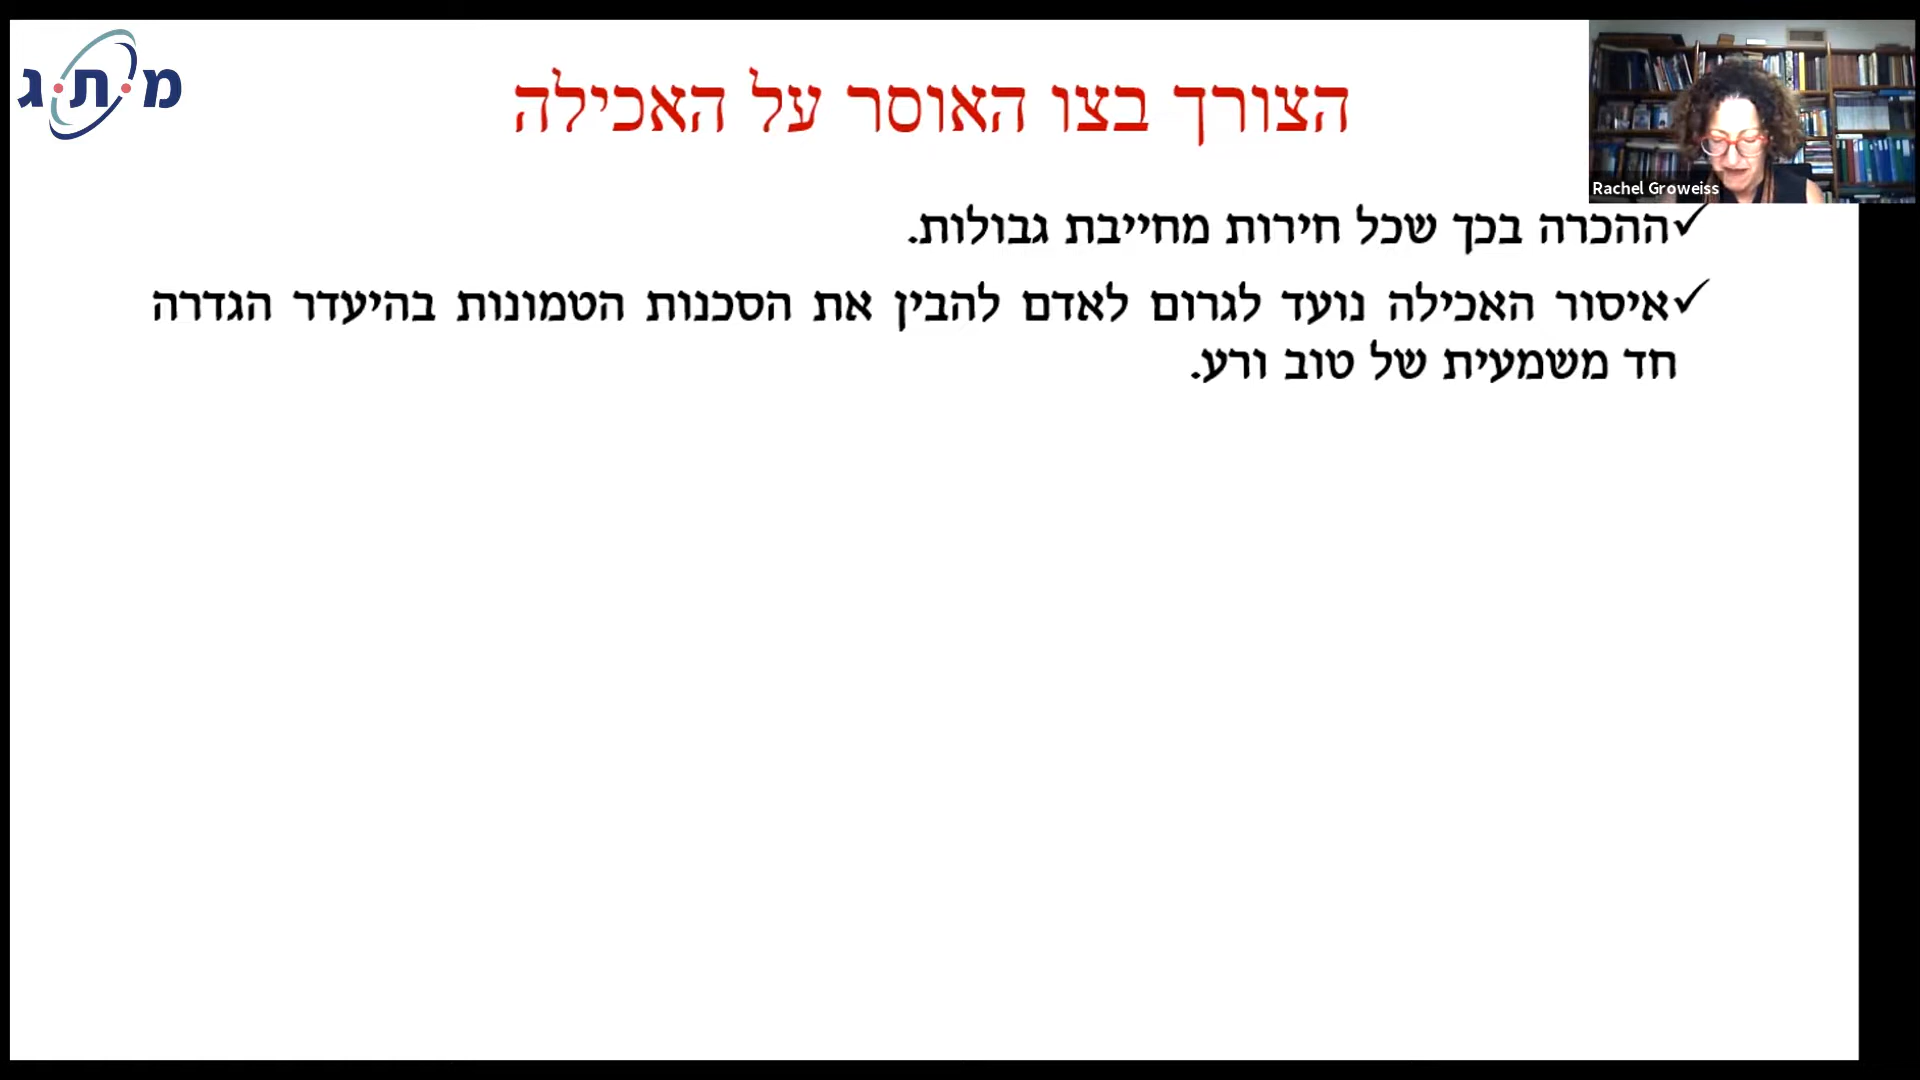 מ.ת.ג
הצורך בצו האוסר על האכילה
Rachel Groweiss
✓ההכרה בכך שכל חירות מחייבת גבולות.
✓איסור האכילה נועד לגרום לאדם להבין את הסכנות הטמונות בהיעדר הגדרה
חד משמעית של טוב ורע.